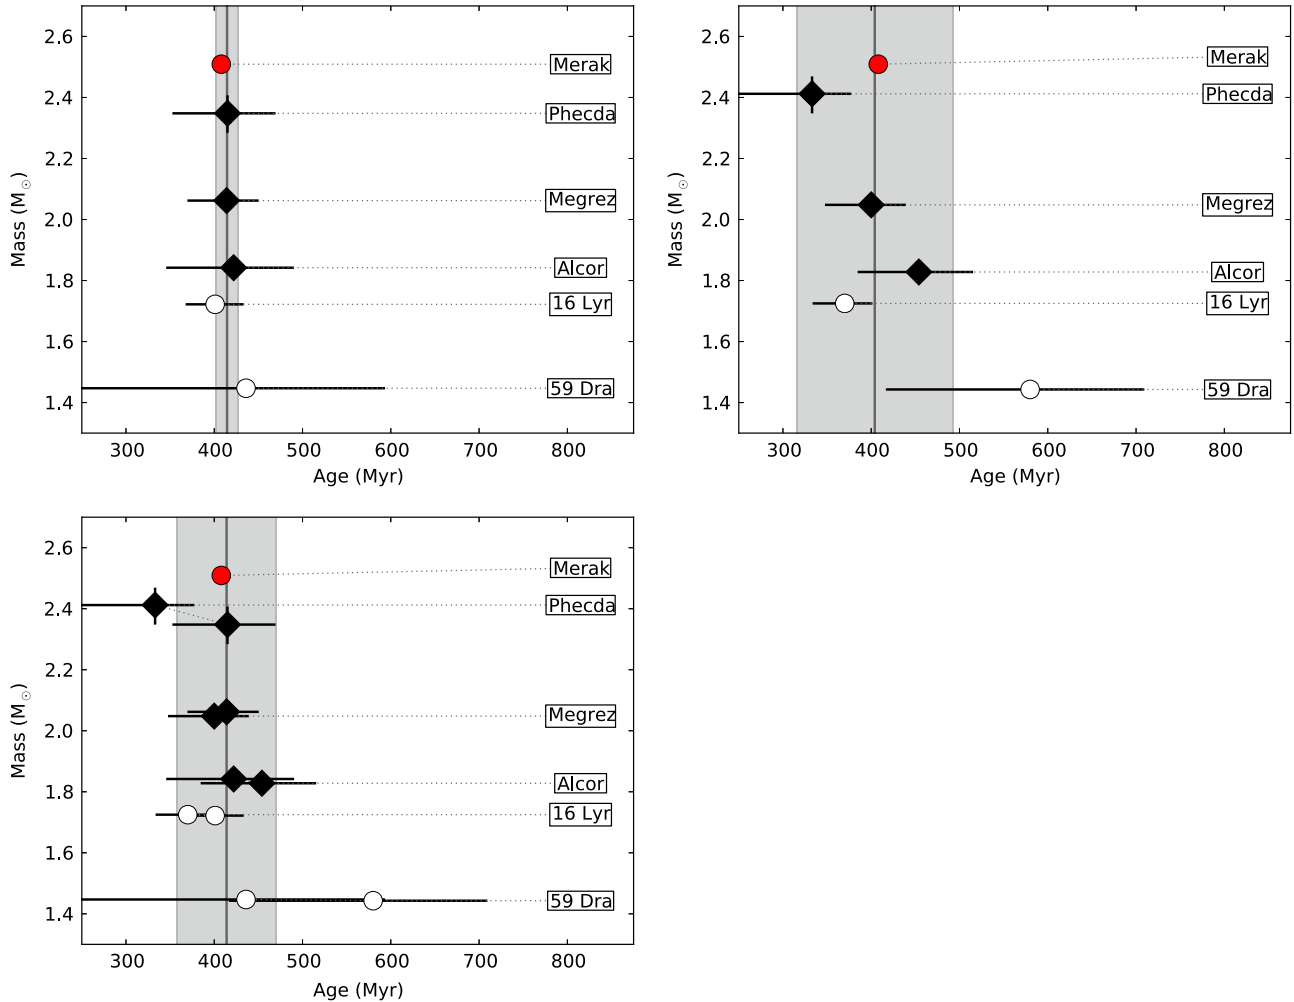 2.6
2.4
2.2
2.0
1.8
1.6
1.4
Mass (M☉)
Merak
Phecda
Megrez
Alcor
16 Lyr
59 Dra
300 400 500 600 700 800
Age (Myr)
2.6
2.4
2.2
2.0
1.8
1.6
1.4
Mass (M☉)
Merak
Phecda
Megrez
Alcor
16 Lyr
59 Dra
300 400 500 600 700 800
Age (Myr)
2.6
2.4
2.2
2.0
1.8
1.6
1.4
Mass (M☉)
Merak
Phecda
Megrez
Alcor
16 Lyr
59 Dra
300 400 500 600 700 800
Age (Myr)